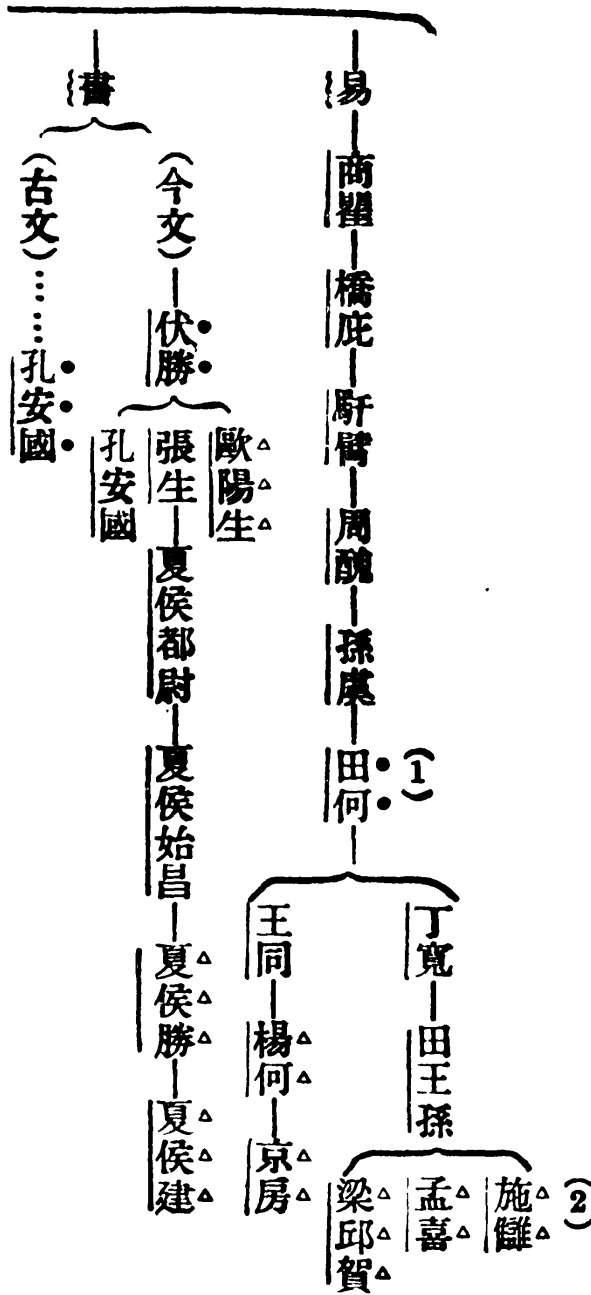 易—商瞿—橋庇—馯臂—周醜—孫虞—田何(1)
丁寬—田王孫
施讎(2)
孟喜
梁邱賀
王同—楊何—京房
書
(今文)—伏勝
歐陽生
張生—夏侯都尉—夏侯始昌—夏侯勝—夏侯建
孔安國
(古文)……孔安國